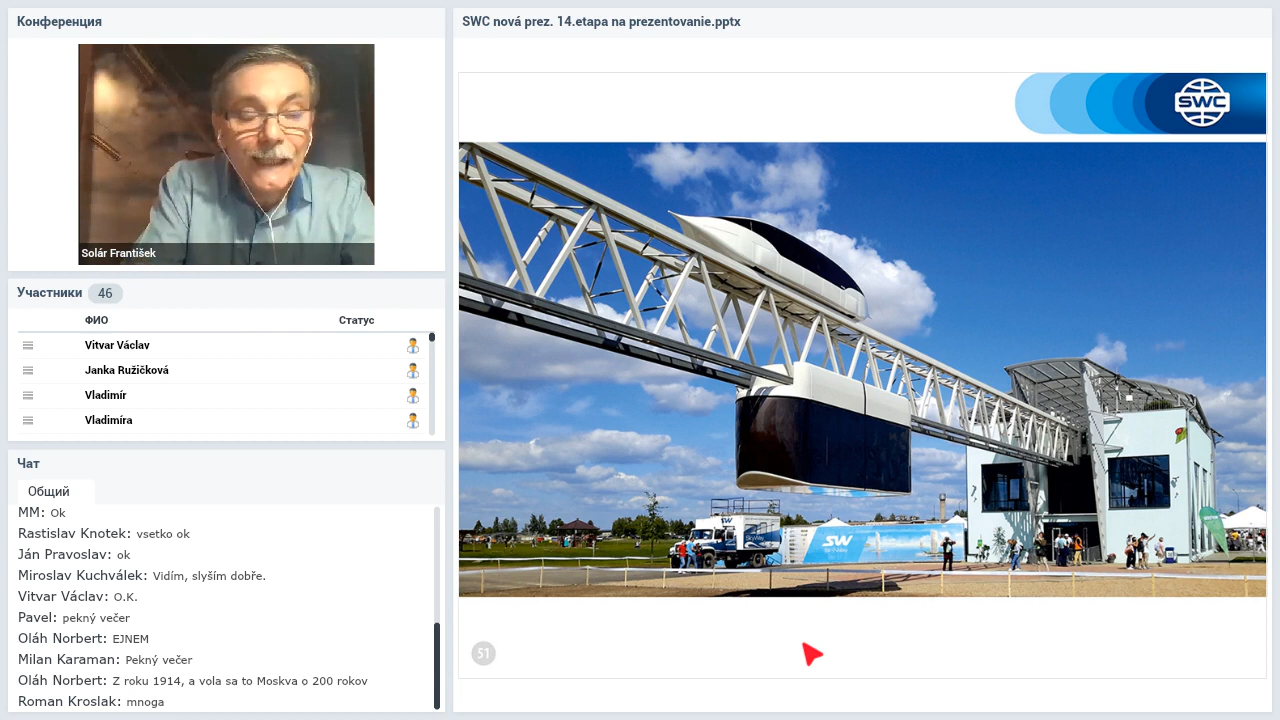 Конференция
Solár František
Участники 46
ФИО Статус
Vitvar Václav
Janka Ružičková
Vladimír
Vladimíra
Чат
Общий
MM: Ok
Rastislav Knotek: vsetko ok
Ján Pravoslav: ok
Miroslav Kuchválek: Vidím, slyším dobře.
Vitvar Václav: O.K.
Pavel: pekný večer
Oláh Norbert: EJNEM
Milan Karaman: Pekný večer
Oláh Norbert: Z roku 1914, a vola sa to Moskva o 200 rokov
Roman Kroslak: mnoga
SWC nová prez. 14.etapa na prezentovanie.pptx
SWC
SW
SW
51